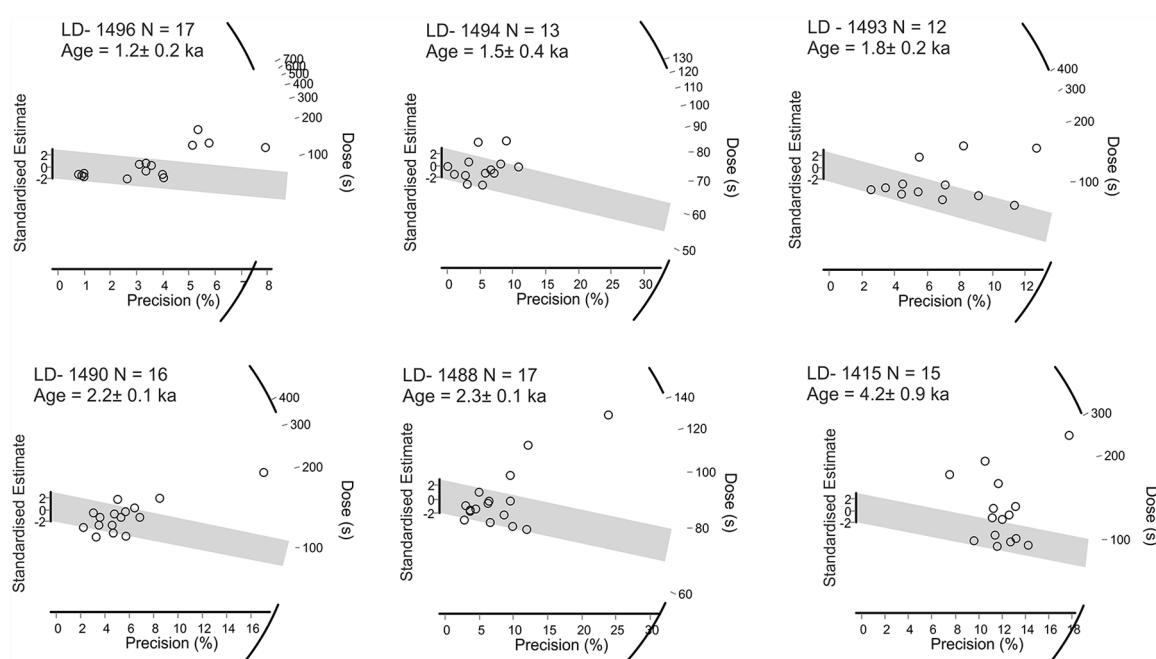 LD- 1496 N = 17
Age = 1.2± 0.2 ka
Standardised Estimate
2
0
-2
700
600
500
400
300
200
100
Dose (s)
0 1 2 3 4 5 6 7 8
Precision (%)
LD- 1494 N = 13
Age = 1.5± 0.4 ka
Standardised Estimate
2
0
-2
130
120
110
100
90
80
70
60
50
Dose (s)
0 5 10 15 20 25 30
Precision (%)
LD - 1493 N = 12
Age = 1.8± 0.2 ka
Standardised Estimate
2
0
-2
400
300
200
100
Dose (s)
0 2 4 6 8 10 12
Precision (%)
LD- 1490 N = 16
Age = 2.2± 0.1 ka
Standardised Estimate
2
0
-2
400
300
200
100
Dose (s)
0 2 4 6 8 10 12 14 16
Precision (%)
LD- 1488 N = 17
Age = 2.3± 0.1 ka
Standardised Estimate
2
0
-2
140
120
100
80
60
Dose (s)
0 5 10 15 20 25 30
Precision (%)
LD- 1415 N = 15
Age = 4.2± 0.9 ka
Standardised Estimate
2
0
-2
300
200
100
Dose (s)
0 2 4 6 8 10 12 14 16 18
Precision (%)